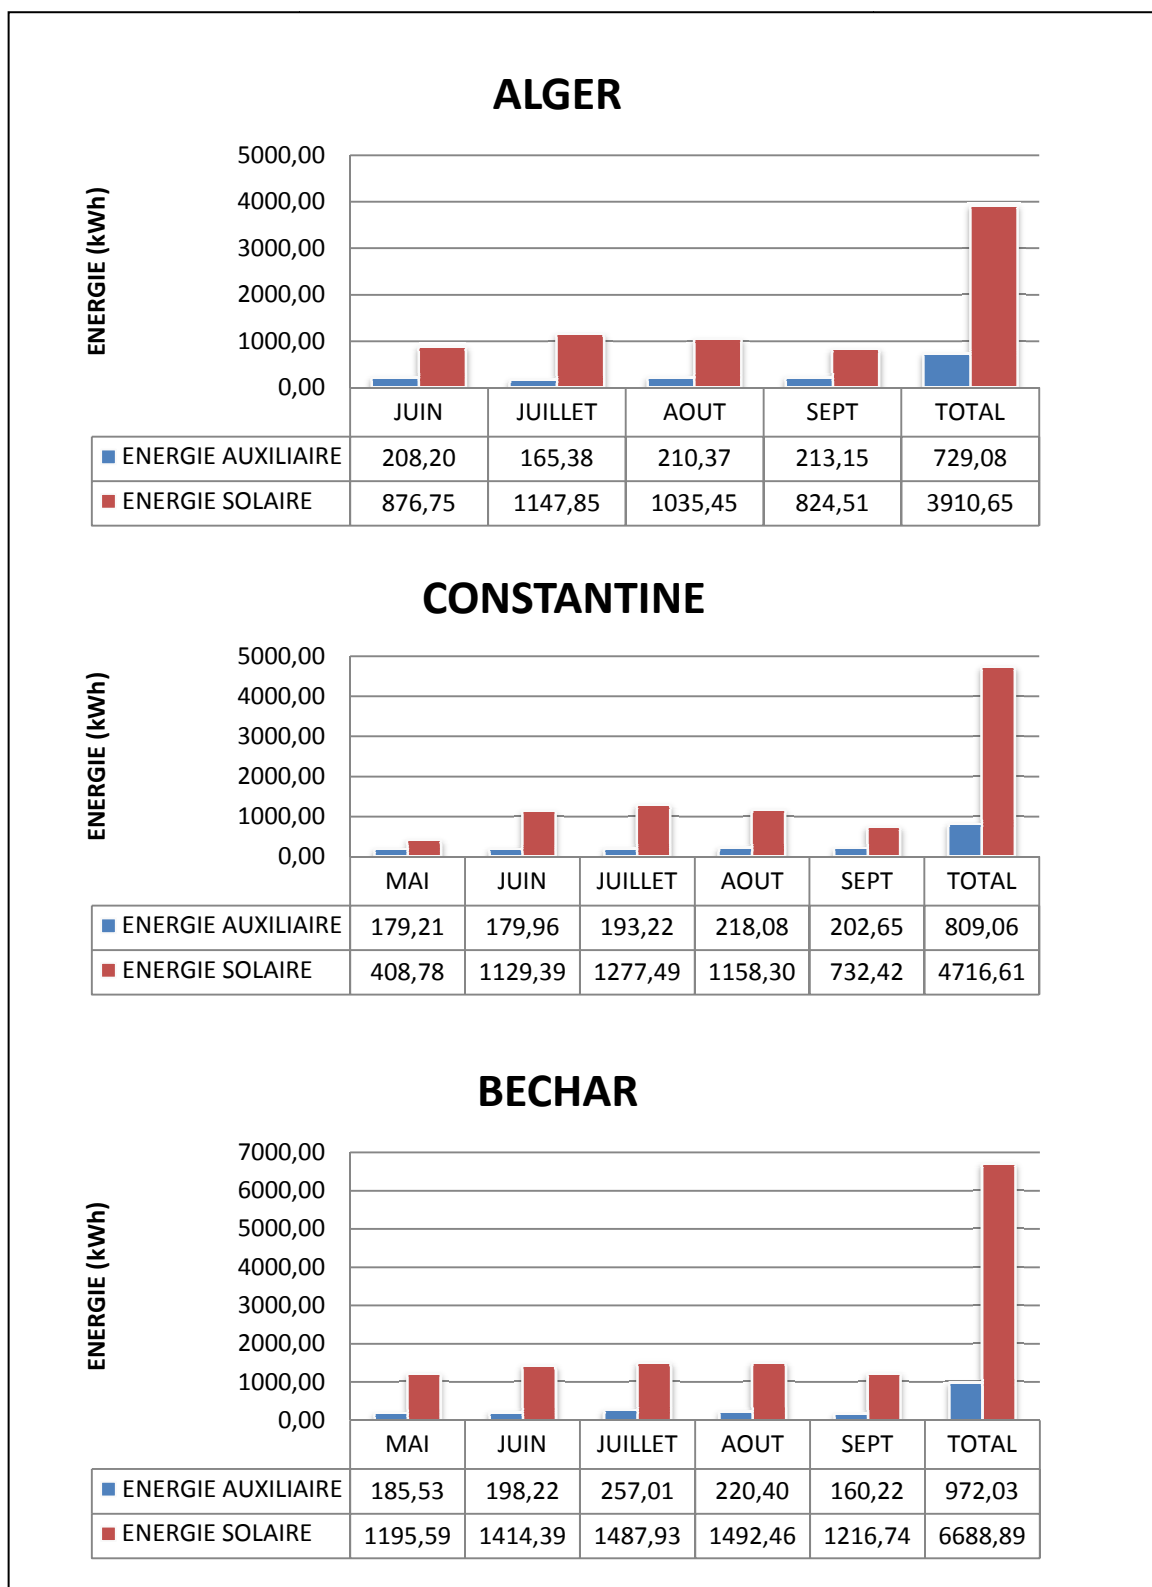 ALGER
ENERGIE (kWh)
5000,00
4000,00
3000,00
2000,00
1000,00
0,00
JUIN JUILLET AOUT SEPT TOTAL
ENERGIE AUXILIAIRE 208,20 165,38 210,37 213,15 729,08
ENERGIE SOLAIRE 876,75 1147,85 1035,45 824,51 3910,65
CONSTANTINE
ENERGIE (kWh)
5000,00
4000,00
3000,00
2000,00
1000,00
0,00
MAI JUIN JUILLET AOUT SEPT TOTAL
ENERGIE AUXILIAIRE 179,21 179,96 193,22 218,08 202,65 809,06
ENERGIE SOLAIRE 408,78 1129,39 1277,49 1158,30 732,42 4716,61
BECHAR
ENERGIE (kWh)
7000,00
6000,00
5000,00
4000,00
3000,00
2000,00
1000,00
0,00
MAI JUIN JUILLET AOUT SEPT TOTAL
ENERGIE AUXILIAIRE 185,53 198,22 257,01 220,40 160,22 972,03
ENERGIE SOLAIRE 1195,59 1414,39 1487,93 1492,46 1216,74 6688,89